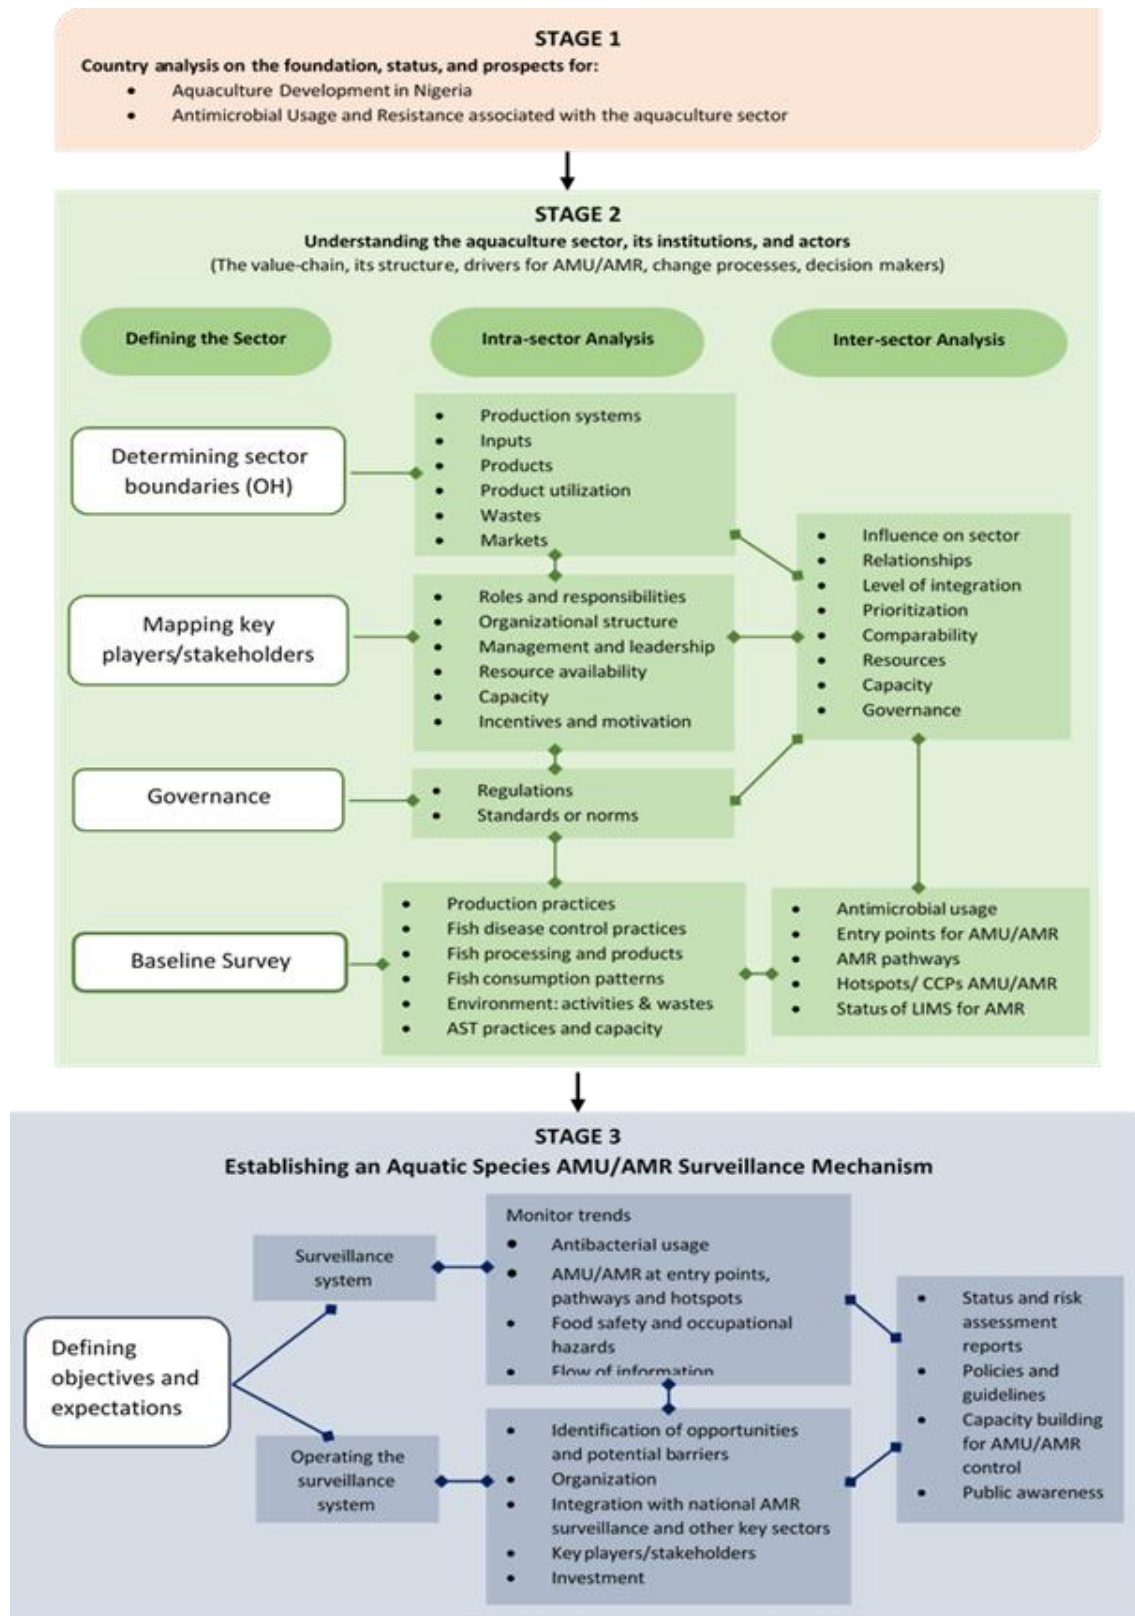 STAGE 1
Country analysis on the foundation, status, and prospects for:
• Aquaculture Development in Nigeria
• Antimicrobial Usage and Resistance associated with the aquaculture sector
STAGE 2
Understanding the aquaculture sector, its institutions, and actors
(The value-chain, its structure, drivers for AMU/AMR, change processes, decision makers)
Defining the Sector
Intra-sector Analysis
Inter-sector Analysis
Determining sector
boundaries (OH)
• Production systems
• Inputs
• Products
• Product utilization
• Wastes
• Markets
• Influence on sector
• Relationships
• Level of integration
• Prioritization
• Comparability
• Resources
• Capacity
• Governance
Mapping key
players/stakeholders
• Roles and responsibilities
• Organizational structure
• Management and leadership
• Resource availability
• Capacity
• Incentives and motivation
Governance
• Regulations
• Standards or norms
Baseline Survey
• Production practices
• Fish disease control practices
• Fish processing and products
• Fish consumption patterns
• Environment: activities & wastes
• AST practices and capacity
• Antimicrobial usage
• Entry points for AMU/AMR
• AMR pathways
• Hotspots/ CCPs AMU/AMR
• Status of LIMS for AMR
STAGE 3
Establishing an Aquatic Species AMU/AMR Surveillance Mechanism
Defining
objectives and
expectations
Surveillance
system
Monitor trends
• Antibacterial usage
• AMU/AMR at entry points,
pathways and hotspots
• Food safety and occupational
hazards
• Flow of information
Operating the
surveillance
system
• Identification of opportunities
and potential barriers
• Organization
• Integration with national AMR
surveillance and other key sectors
• Key players/stakeholders
• Investment
• Status and risk
assessment
reports
• Policies and
guidelines
• Capacity building
for AMU/AMR
control
• Public awareness